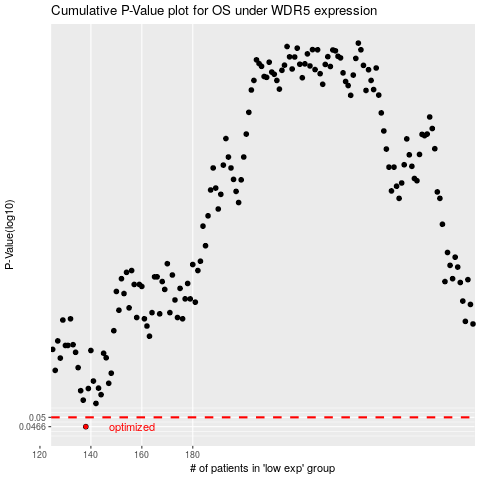 Cumulative P-Value plot for OS under WDR5 expression
P-Value(log10)
0.05
0.0466
optimized
120 140 160 180
# of patients in 'low exp' group